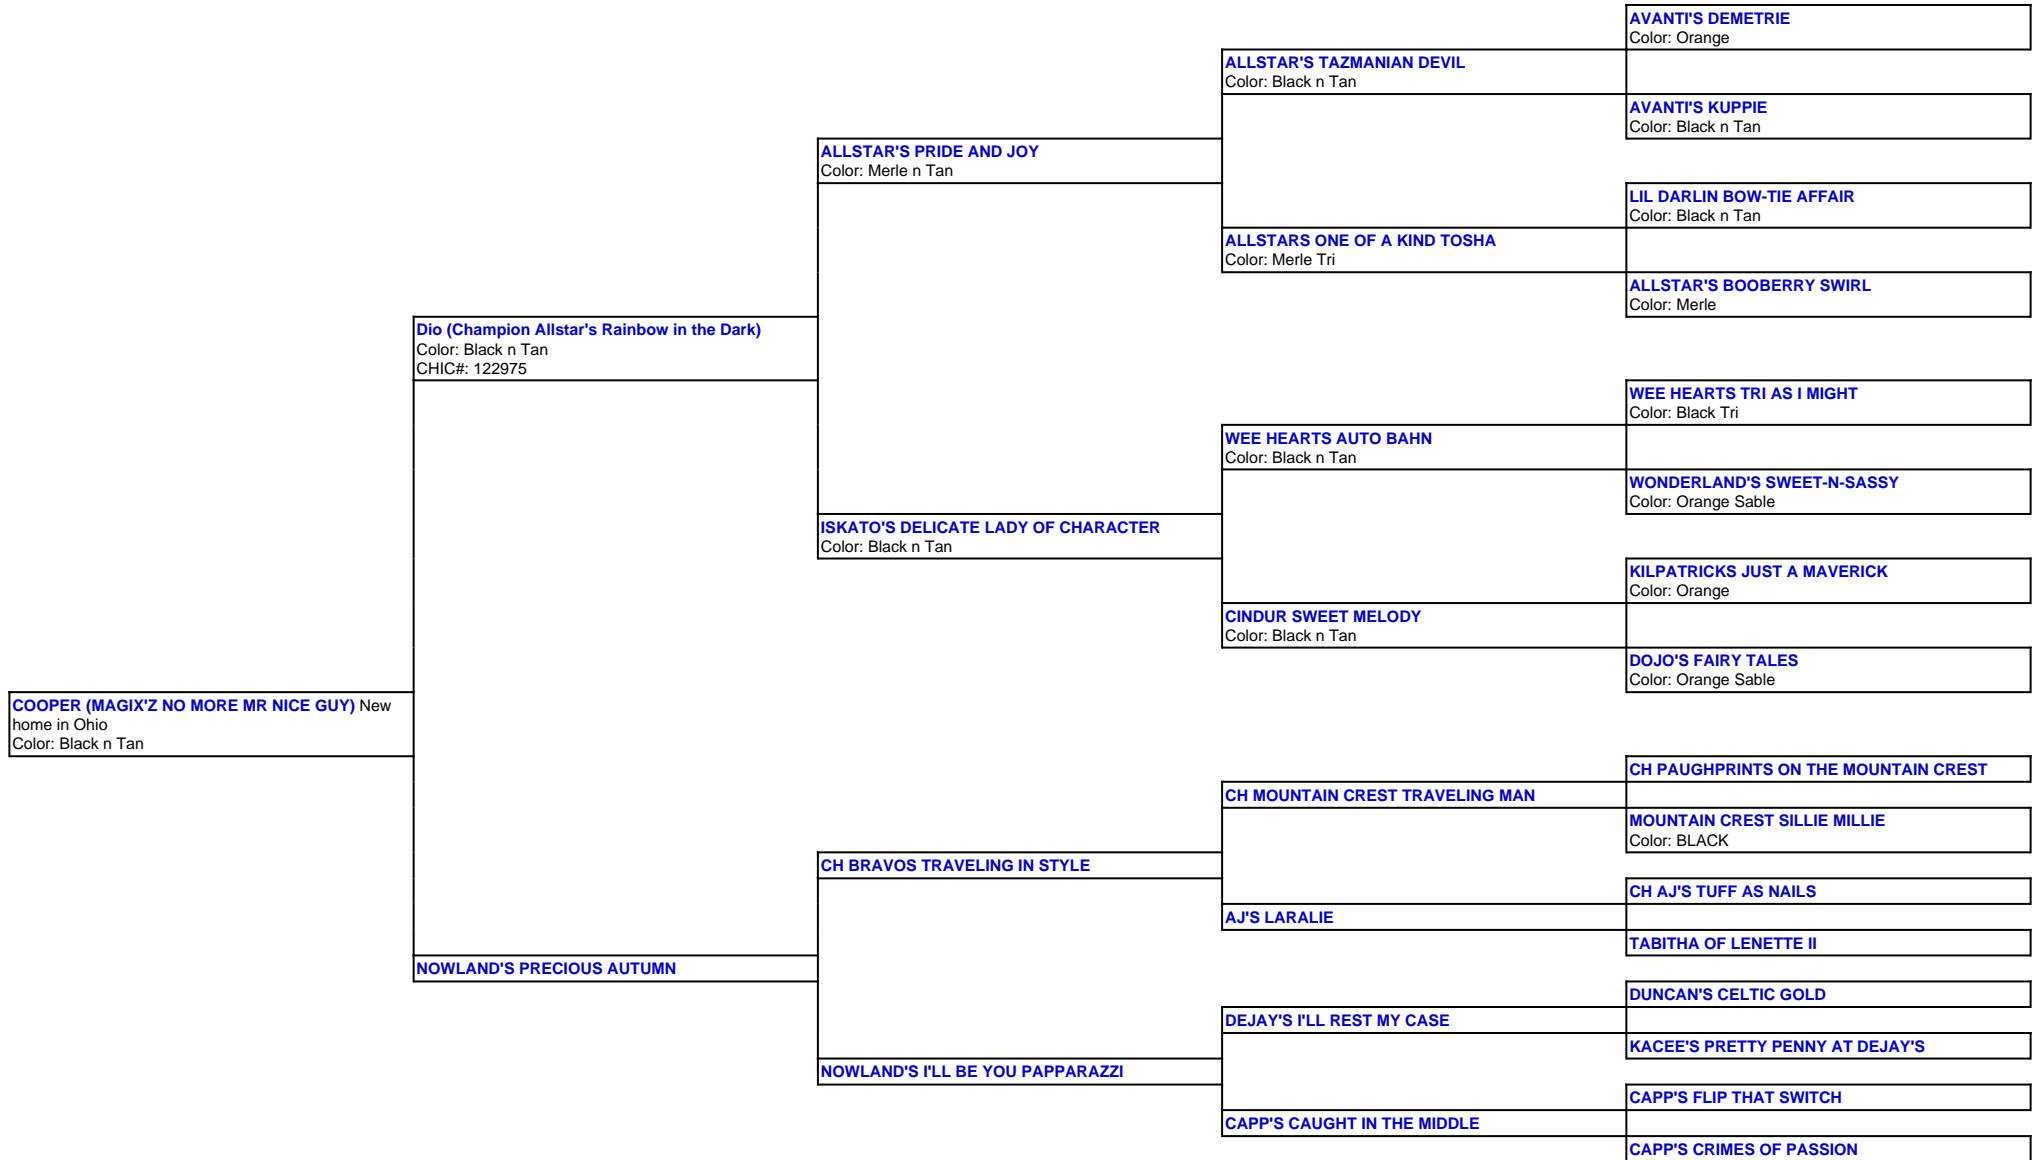 AVANTI'S DEMETRIE
Color: Orange
ALLSTAR'S TAZMANIAN DEVIL
Color: Black n Tan
AVANTI'S KUPPIE
Color: Black n Tan
ALLSTAR'S PRIDE AND JOY
Color: Merle n Tan
LIL DARLIN BOW-TIE AFFAIR
Color: Black n Tan
ALLSTARS ONE OF A KIND TOSHA
Color: Merle Tri
ALLSTAR'S BOOBERRY SWIRL
Color: Merle
Dio (Champion Allstar's Rainbow in the Dark)
Color: Black n Tan
CHIC#: 122975
WEE HEARTS TRI AS I MIGHT
Color: Black Tri
WEE HEARTS AUTO BAHN
Color: Black n Tan
WONDERLAND'S SWEET-N-SASSY
Color: Orange Sable
ISKATO'S DELICATE LADY OF CHARACTER
Color: Black n Tan
KILPATRICKS JUST A MAVERICK
Color: Orange
CINDUR SWEET MELODY
Color: Black n Tan
DOJO'S FAIRY TALES
Color: Orange Sable
COOPER (MAGIX'Z NO MORE MR NICE GUY) New
home in Ohio
Color: Black n Tan
CH PAUGHPRINTS ON THE MOUNTAIN CREST
CH MOUNTAIN CREST TRAVELING MAN
MOUNTAIN CREST SILLIE MILLIE
Color: BLACK
CH BRAVOS TRAVELING IN STYLE
CH AJ'S TUFF AS NAILS
AJ'S LARALIE
TABITHA OF LENETTE II
NOWLAND'S PRECIOUS AUTUMN
DUNCAN'S CELTIC GOLD
DEJAY'S I'LL REST MY CASE
KACEE'S PRETTY PENNY AT DEJAY'S
NOWLAND'S I'LL BE YOU PAPPARAZZI
CAPP'S FLIP THAT SWITCH
CAPP'S CAUGHT IN THE MIDDLE
CAPP'S CRIMES OF PASSION